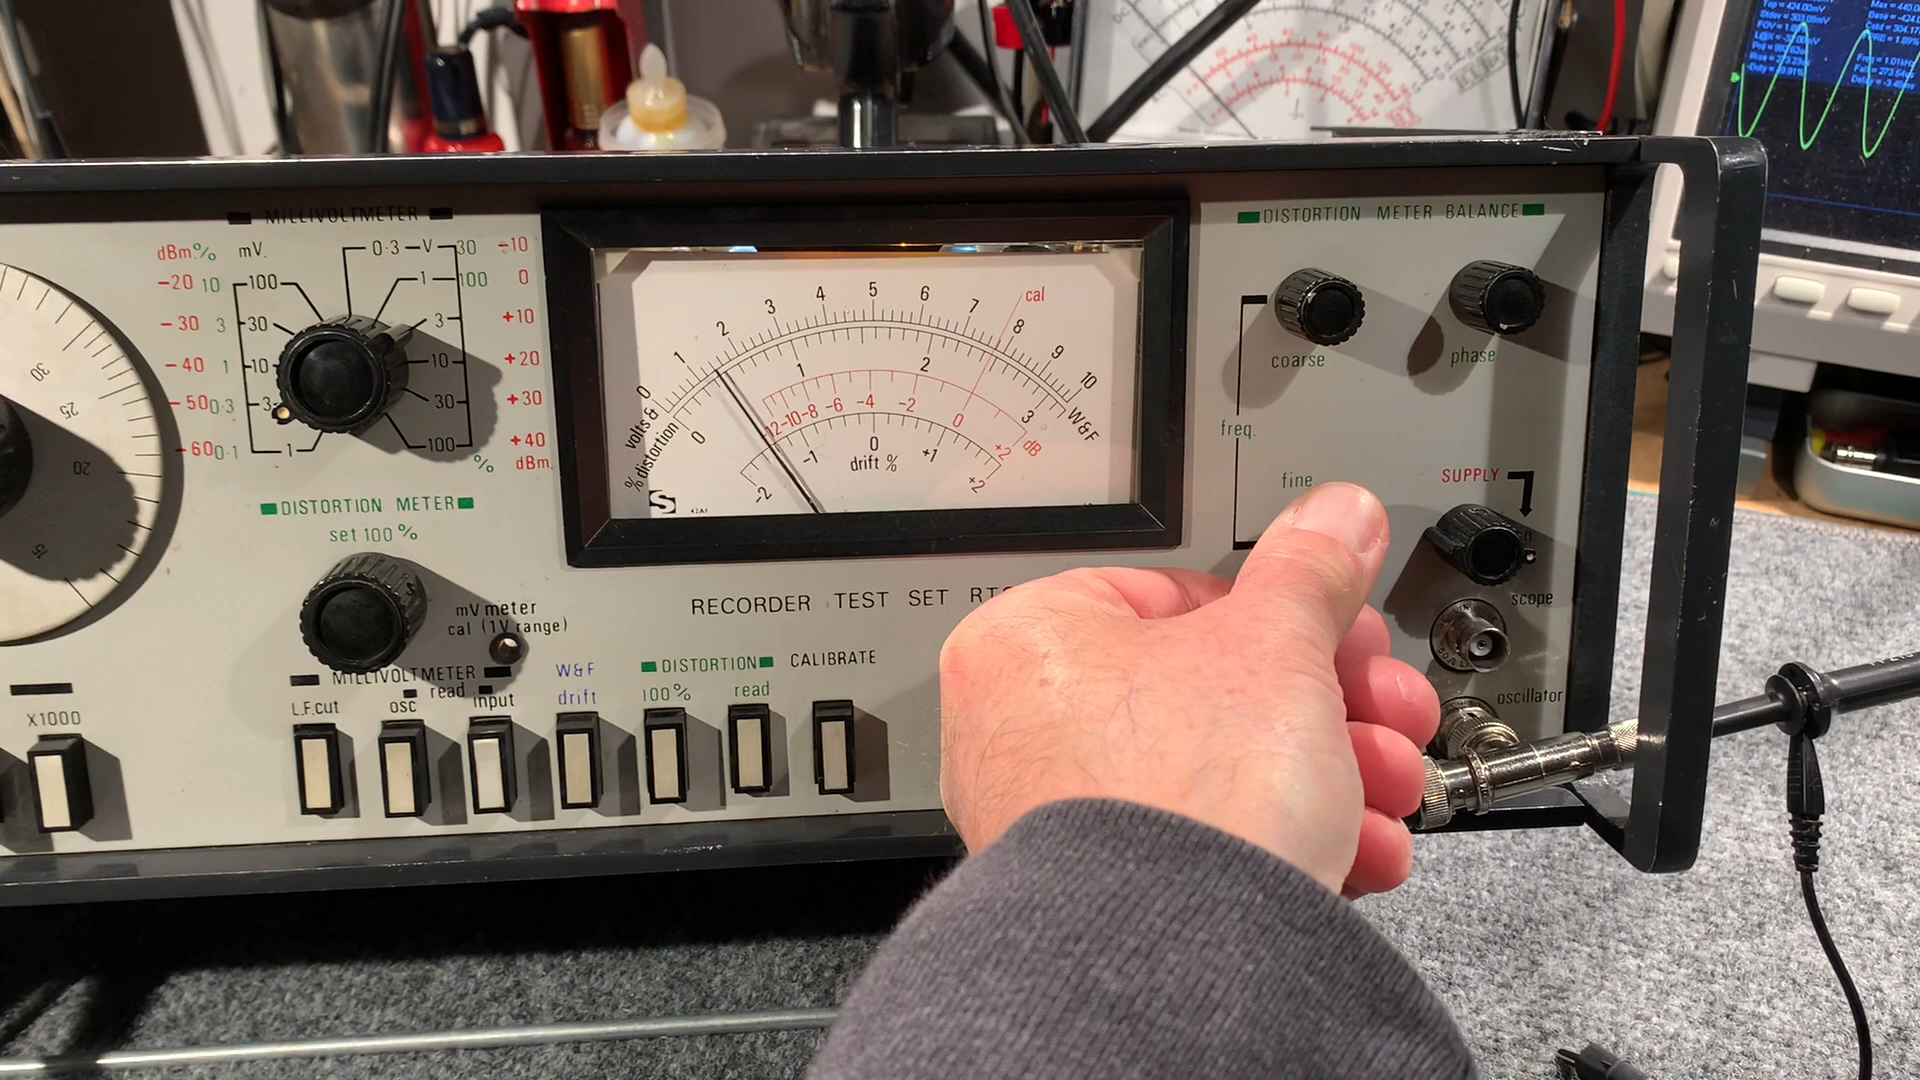 MILLIVOLTMETER
dBm.% mV. 0·3 V 30 -10
-20 10 100 1 100 0
-30 3 30 3 +10
-40 1 10 10 +20
-50 0·3 3 30 +30
-60 0·1 1 100 +40
% dBm.
30
25
20
15
DISTORTION METER
set 100%
mV meter
cal (1V range)
X1000
MILLIVOLTMETER
read
L.F.cut osc input
W&F
drift
DISTORTION
100% read
CALIBRATE
0 1 2 3 4 5 6 7 8 9 10
cal
volts &
% distortion
W&F
0 1 2 3
-12 -10 -8 -6 -4 -2 0 +2 dB
-2 -1 0 +1 +2
drift %
S
RECORDER TEST SET
DISTORTION METER BALANCE
coarse phase
freq.
fine
SUPPLY
scope
oscillator